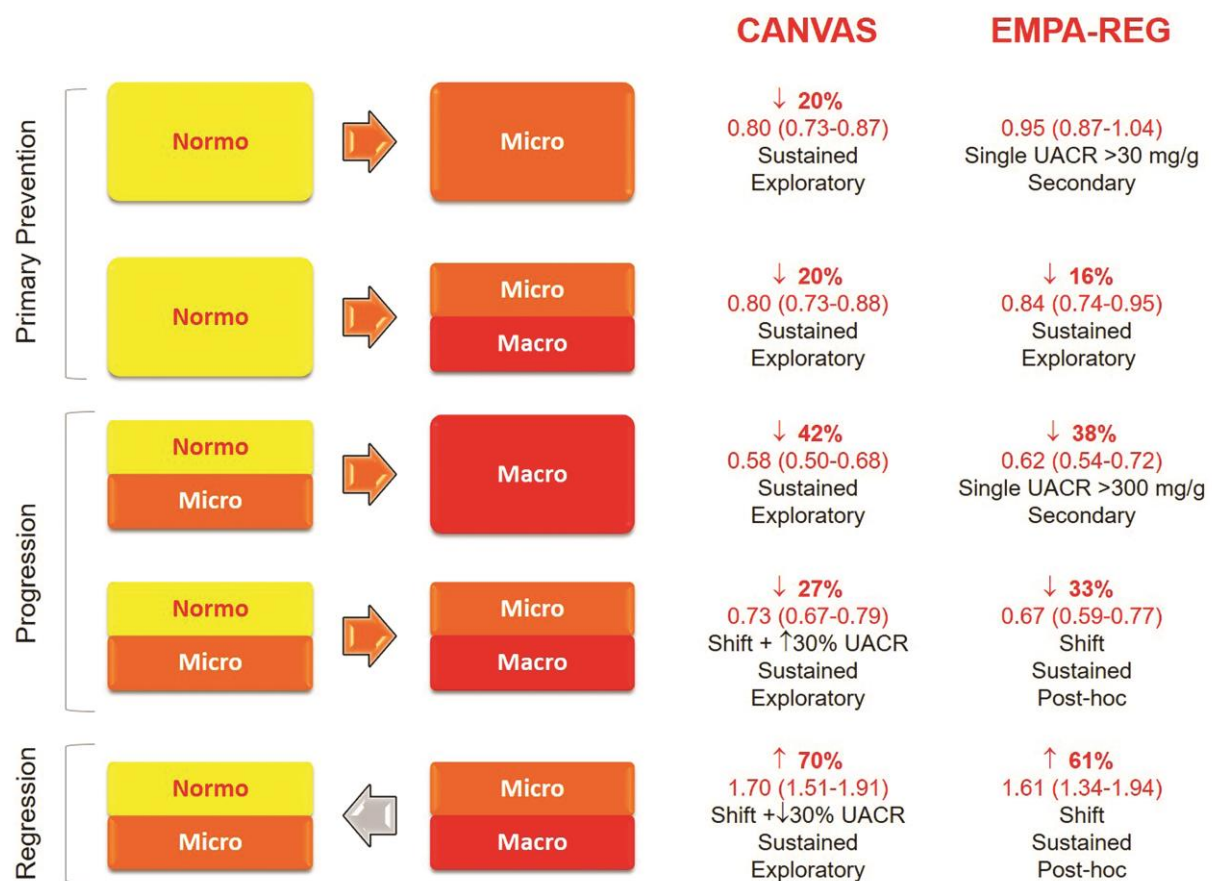 CANVAS EMPA-REG
Primary Prevention
Normo
Micro
↓ 20%
0.80 (0.73-0.87)
Sustained
Exploratory
0.95 (0.87-1.04)
Single UACR >30 mg/g
Secondary
Normo
Micro
Macro
↓ 20%
0.80 (0.73-0.88)
Sustained
Exploratory
↓ 16%
0.84 (0.74-0.95)
Sustained
Exploratory
Progression
Normo
Micro
Macro
↓ 42%
0.58 (0.50-0.68)
Sustained
Exploratory
↓ 38%
0.62 (0.54-0.72)
Single UACR >300 mg/g
Secondary
Normo
Micro
Micro
Macro
↓ 27%
0.73 (0.67-0.79)
Shift + ↑30% UACR
Sustained
Exploratory
↓ 33%
0.67 (0.59-0.77)
Shift
Sustained
Post-hoc
Regression
Normo
Micro
Micro
Macro
↑ 70%
1.70 (1.51-1.91)
Shift +↓30% UACR
Sustained
Exploratory
↑ 61%
1.61 (1.34-1.94)
Shift
Sustained
Post-hoc